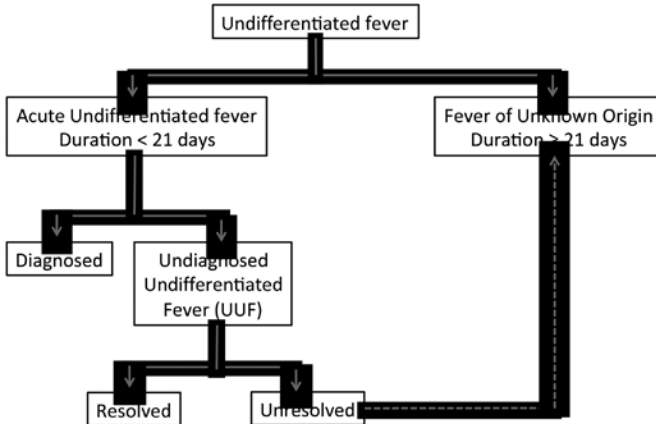 Undifferentiated fever
Acute Undifferentiated fever
Duration < 21 days
Fever of Unknown Origin
Duration > 21 days
Diagnosed
Undiagnosed
Undifferentiated
Fever (UUF)
Resolved
Unresolved